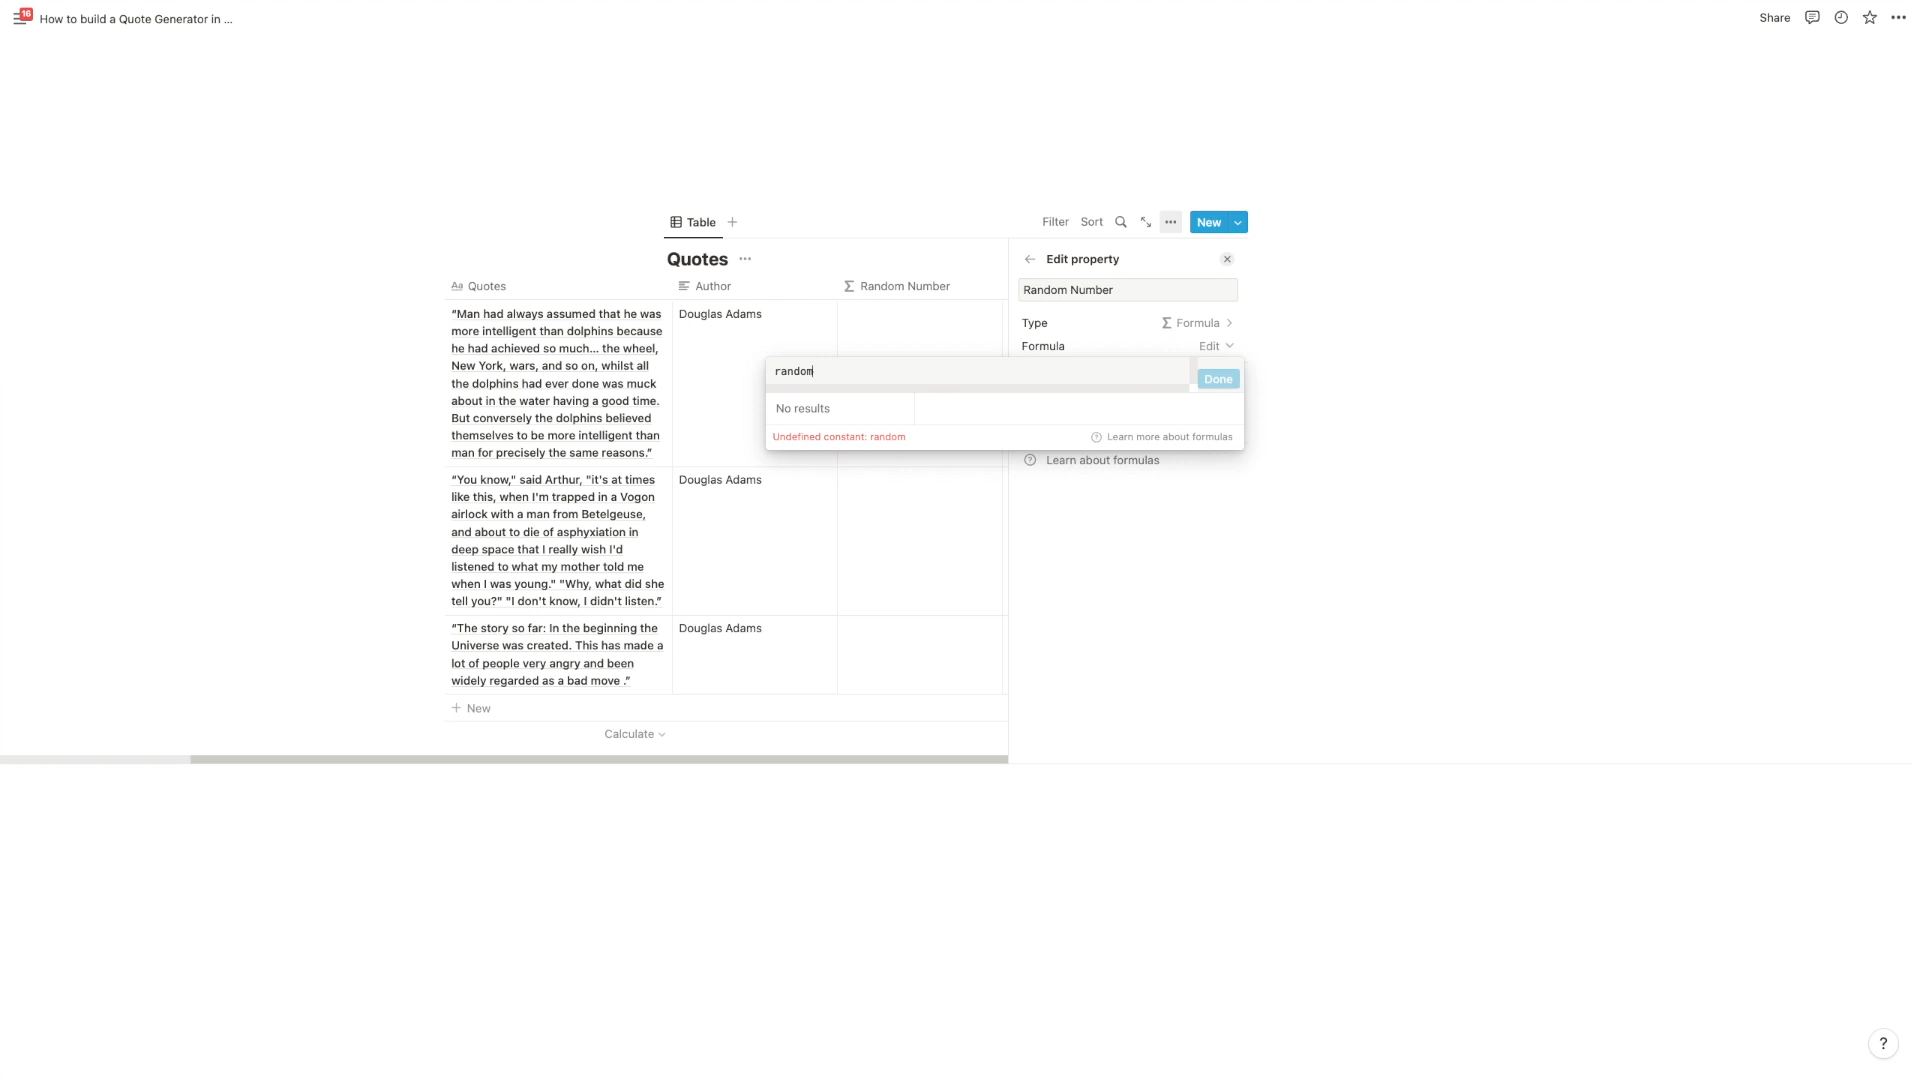 16
How to build a Quote Generator in ...
Share
Table
Filter
Sort
New
Quotes
Edit property
Aa Quotes
Author
Σ Random Number
Random Number
“Man had always assumed that he was
more intelligent than dolphins because
he had achieved so much... the wheel,
New York, wars, and so on, whilst all
the dolphins had ever done was muck
about in the water having a good time.
But conversely the dolphins believed
themselves to be more intelligent than
man for precisely the same reasons.”
Douglas Adams
Type
Σ Formula
Formula
Edit
random
Done
No results
Undefined constant: random
Learn more about formulas
Learn about formulas
“You know," said Arthur, "it's at times
like this, when I'm trapped in a Vogon
airlock with a man from Betelgeuse,
and about to die of asphyxiation in
deep space that I really wish I'd
listened to what my mother told me
when I was young." "Why, what did she
tell you?" "I don't know, I didn't listen.”
Douglas Adams
“The story so far: In the beginning the
Universe was created. This has made a
lot of people very angry and been
widely regarded as a bad move .”
Douglas Adams
+ New
Calculate
?